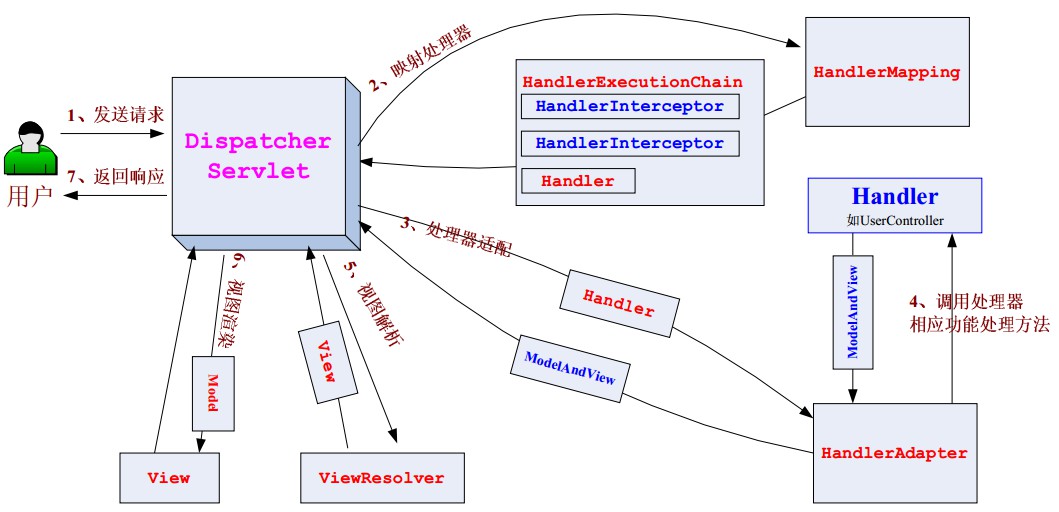 1、发送请求
7、返回响应
用户
Dispatcher
Servlet
2、映射处理器
HandlerExecutionChain
HandlerInterceptor
HandlerInterceptor
Handler
HandlerMapping
3、处理器适配
Handler
ModelAndView
Handler
如UserController
ModelAndView
4、调用处理器
相应功能处理方法
HandlerAdapter
5、视图解析
View
ViewResolver
6、视图渲染
Model
View